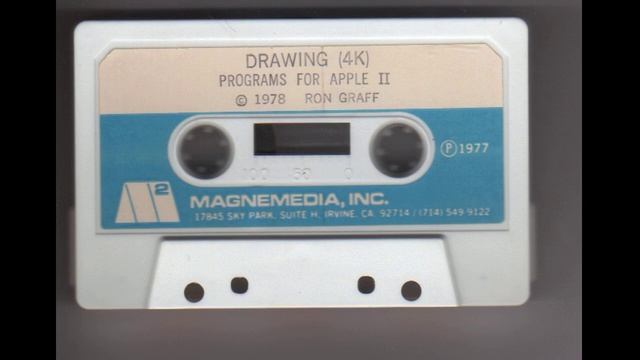 DRAWING (4K)
PROGRAMS FOR APPLE II
© 1978 RON GRAFF
100 50 0
Ⓟ 1977
M2
MAGNEMEDIA, INC.
17845 SKY PARK, SUITE H, IRVINE, CA. 92714 / (714) 549-9122